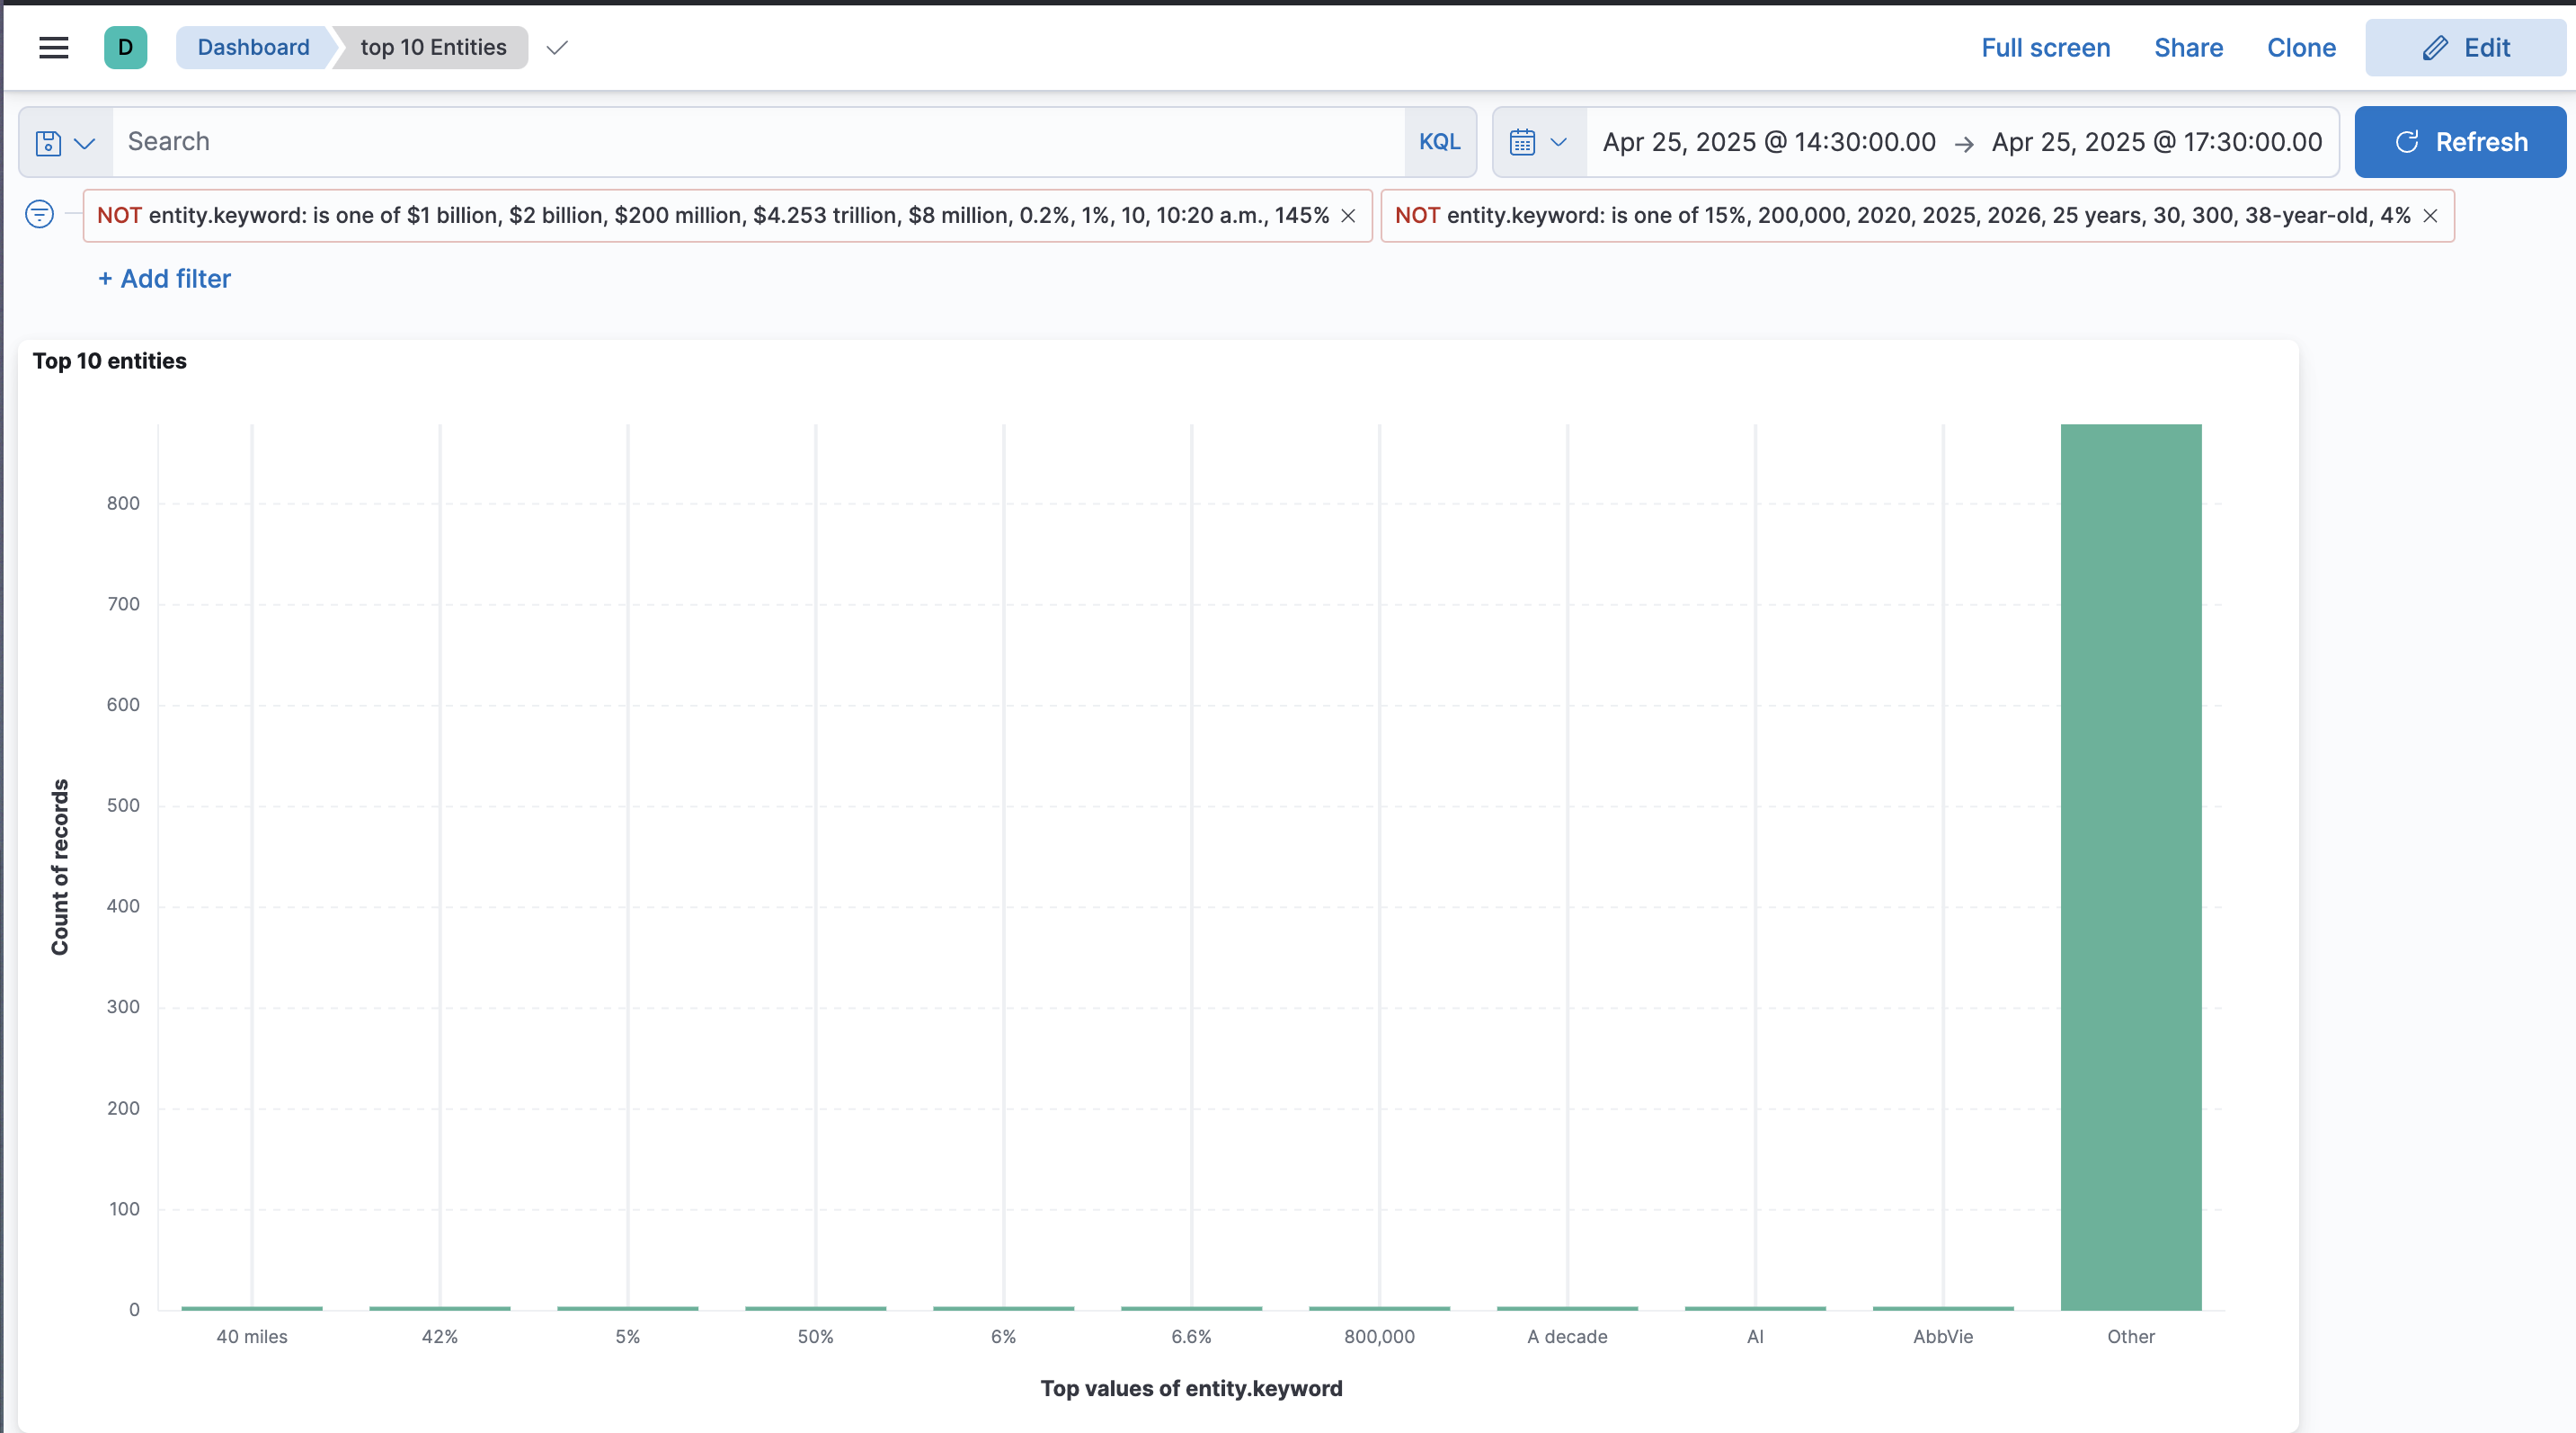 D Dashboard top 10 Entities Full screen Share Clone Edit
Search KQL Apr 25, 2025 @ 14:30:00.00 → Apr 25, 2025 @ 17:30:00.00 Refresh
NOT entity.keyword: is one of $1 billion, $2 billion, $200 million, $4.253 trillion, $8 million, 0.2%, 1%, 10, 10:20 a.m., 145% × NOT entity.keyword: is one of 15%, 200,000, 2020, 2025, 2026, 25 years, 30, 300, 38-year-old, 4% ×
+ Add filter
Top 10 entities
800
700
600
500
400
300
200
100
0
Count of records
40 miles 42% 5% 50% 6% 6.6% 800,000 A decade AI AbbVie Other
Top values of entity.keyword